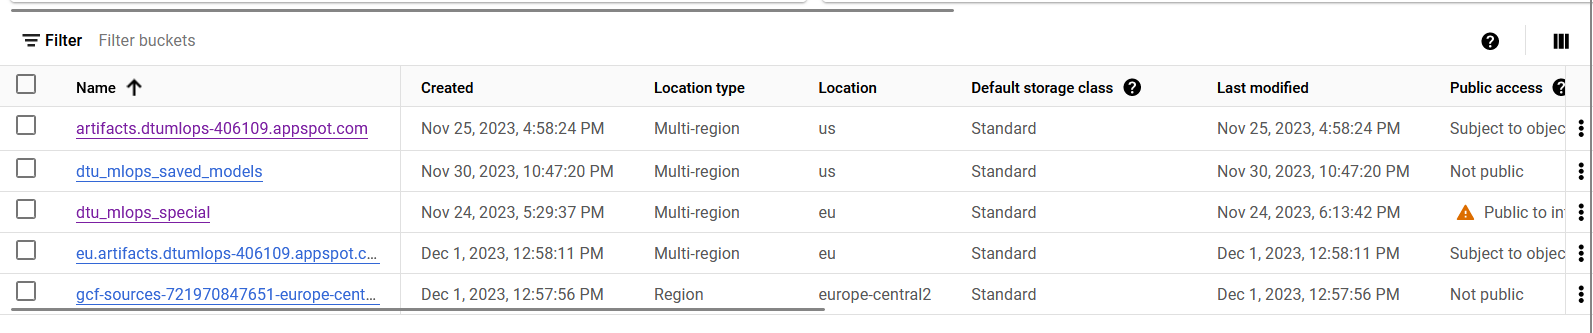 Filter Filter buckets
Name Created Location type Location Default storage class Last modified Public access
artifacts.dtumlops-406109.appspot.com Nov 25, 2023, 4:58:24 PM Multi-region us Standard Nov 25, 2023, 4:58:24 PM Subject to objec
dtu_mlops_saved_models Nov 30, 2023, 10:47:20 PM Multi-region us Standard Nov 30, 2023, 10:47:20 PM Not public
dtu_mlops_special Nov 24, 2023, 5:29:37 PM Multi-region eu Standard Nov 24, 2023, 6:13:42 PM Public to in
eu.artifacts.dtumlops-406109.appspot.c... Dec 1, 2023, 12:58:11 PM Multi-region eu Standard Dec 1, 2023, 12:58:11 PM Subject to objec
gcf-sources-721970847651-europe-cent... Dec 1, 2023, 12:57:56 PM Region europe-central2 Standard Dec 1, 2023, 12:57:56 PM Not public